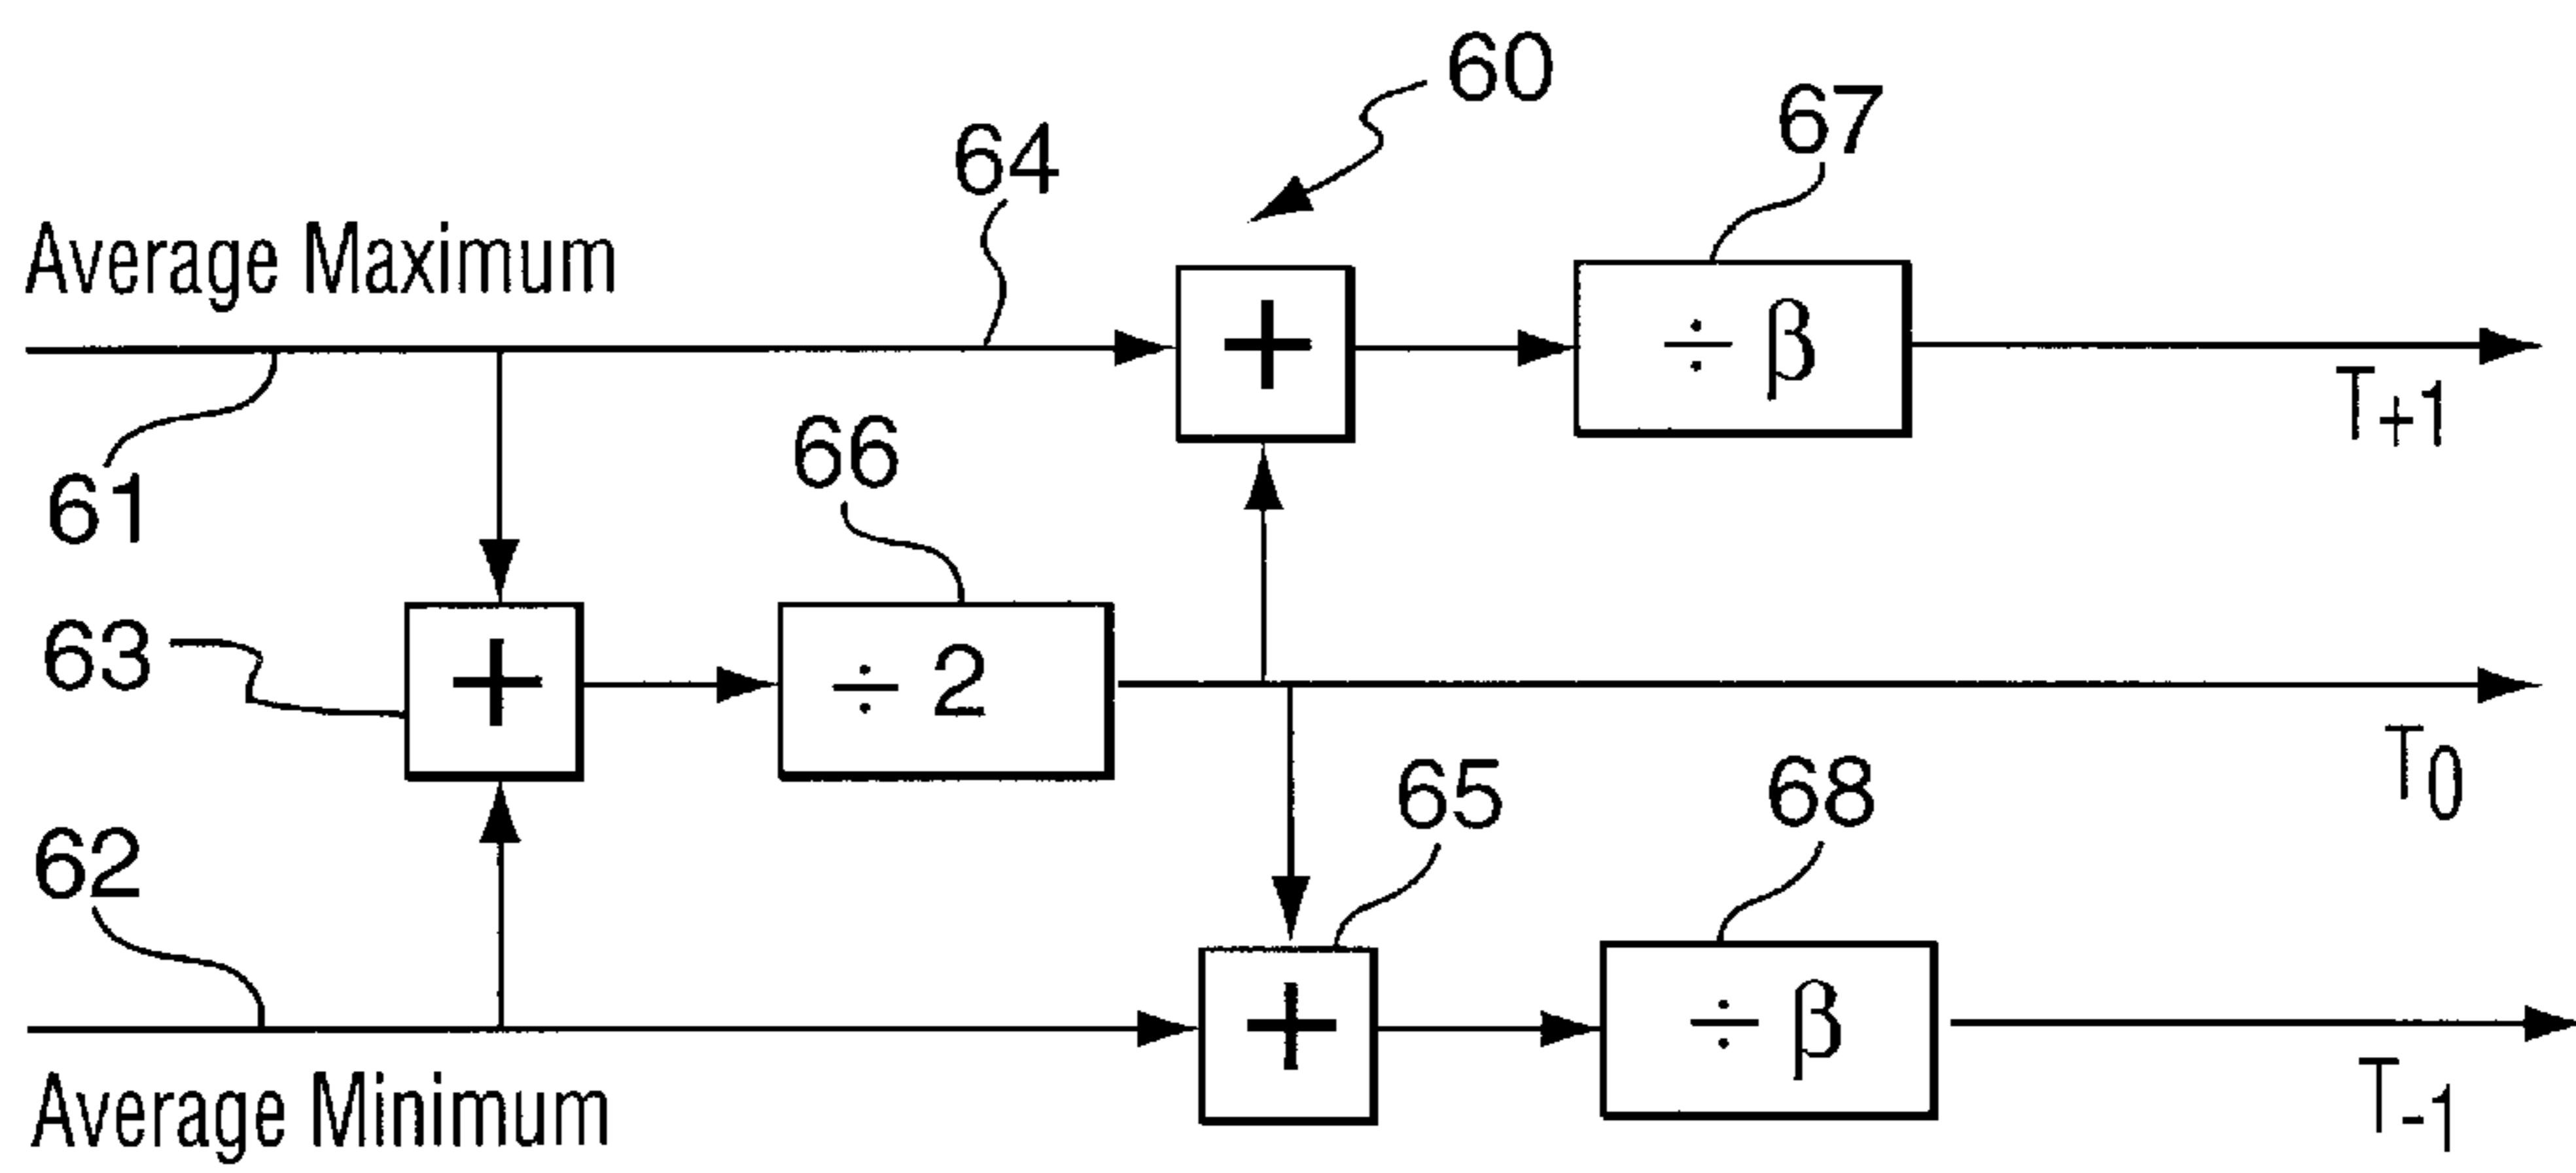 60
67
64
Average Maximum
+
÷ β
T+1
61
66
63
+
÷ 2
T0
65
68
62
+
÷ β
Average Minimum
T-1